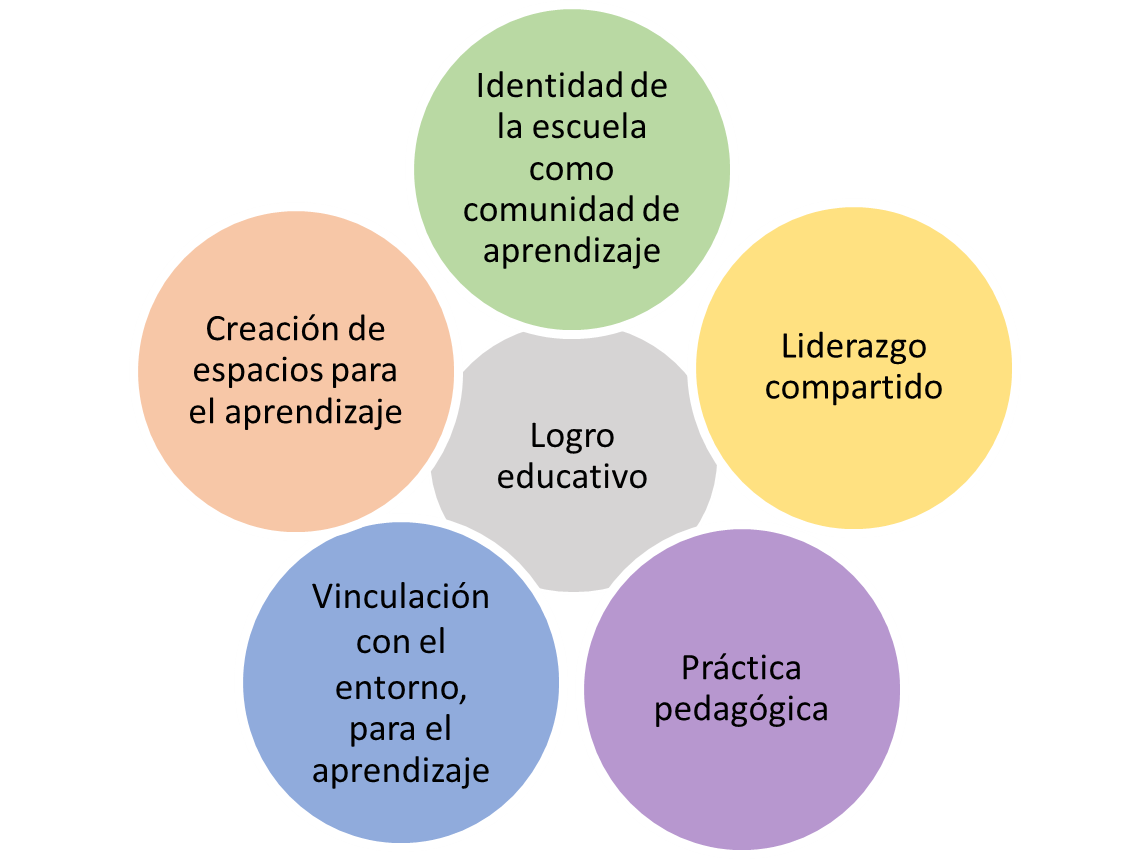 Identidad de
la escuela
como
comunidad de
aprendizaje
Liderazgo
compartido
Práctica
pedagógica
Vinculación
con el
entorno,
para el
aprendizaje
Creación de
espacios para
el aprendizaje
Logro
educativo